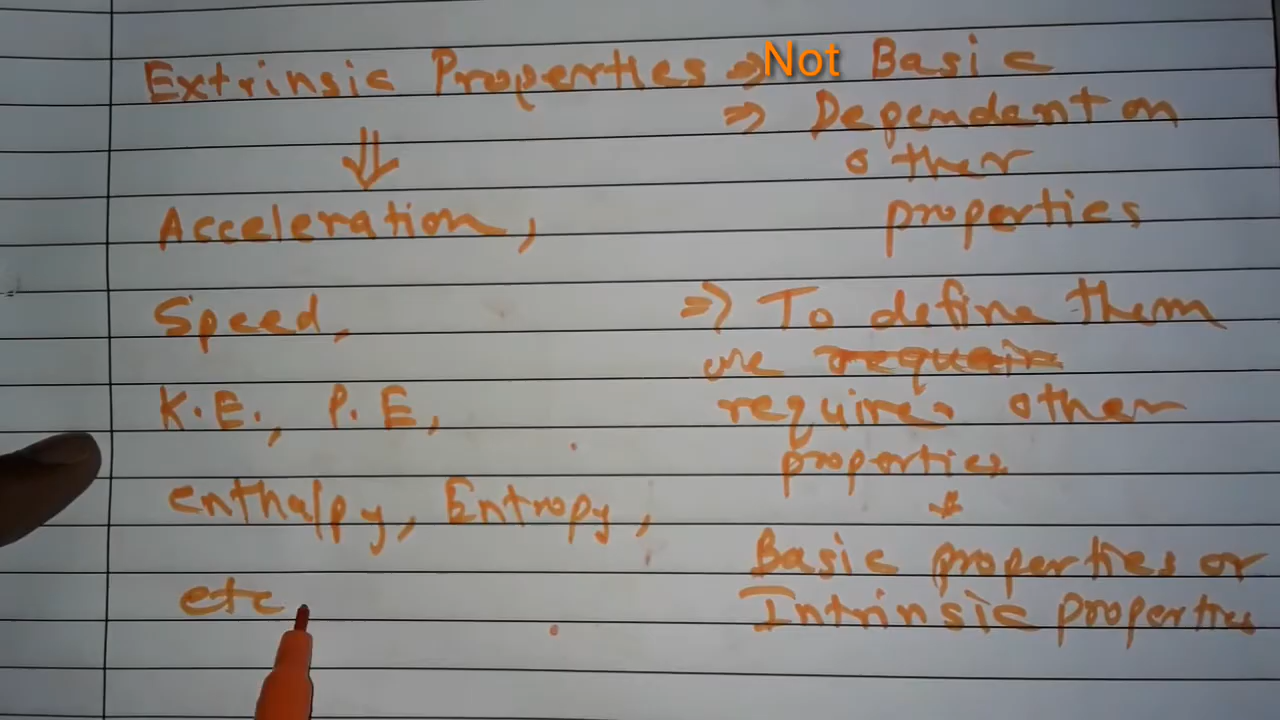 Extrinsic Properties ⇒ Not Basic
⇒ Dependent on
other
properties
⇓
Acceleration,
Speed,
K.E., P.E,
enthalpy, Entropy,
etc.
⇒ To define them
we
require other
properties
Basic properties or
Intrinsic properties